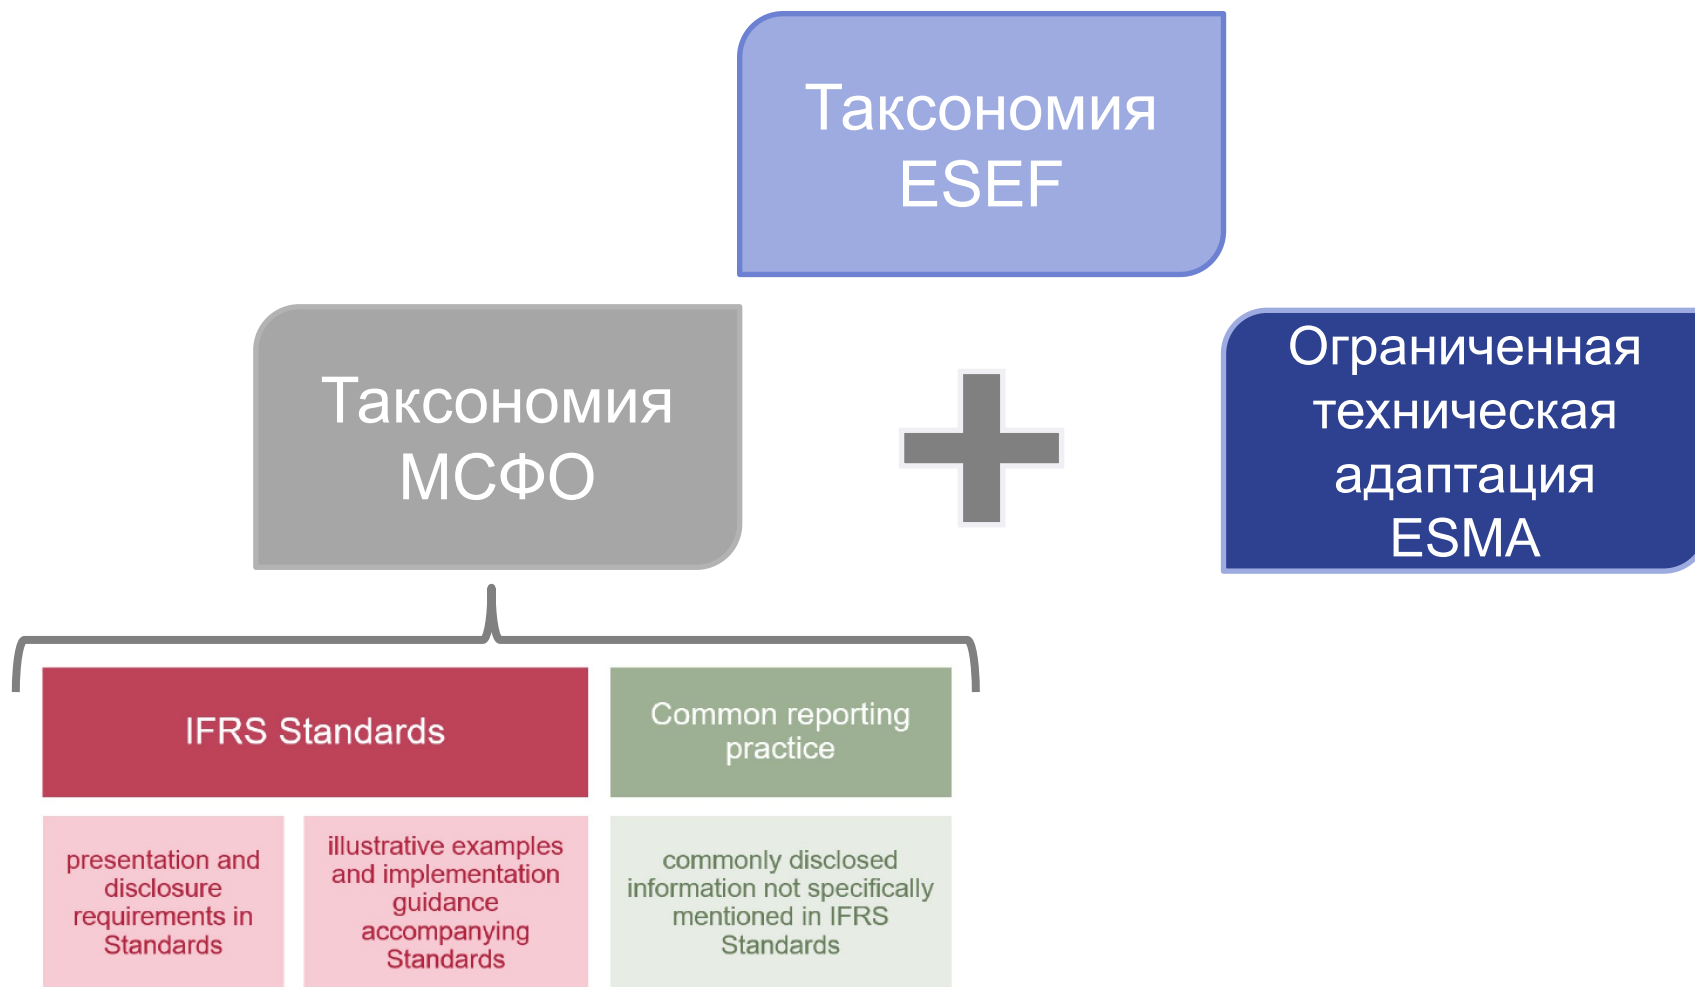 Таксономия
ESEF
Таксономия
МСФО
Ограниченная
техническая
адаптация
ESMA
IFRS Standards
Common reporting
practice
presentation and
disclosure
requirements in
Standards
illustrative examples
and implementation
guidance
accompanying
Standards
commonly disclosed
information not specifically
mentioned in IFRS
Standards